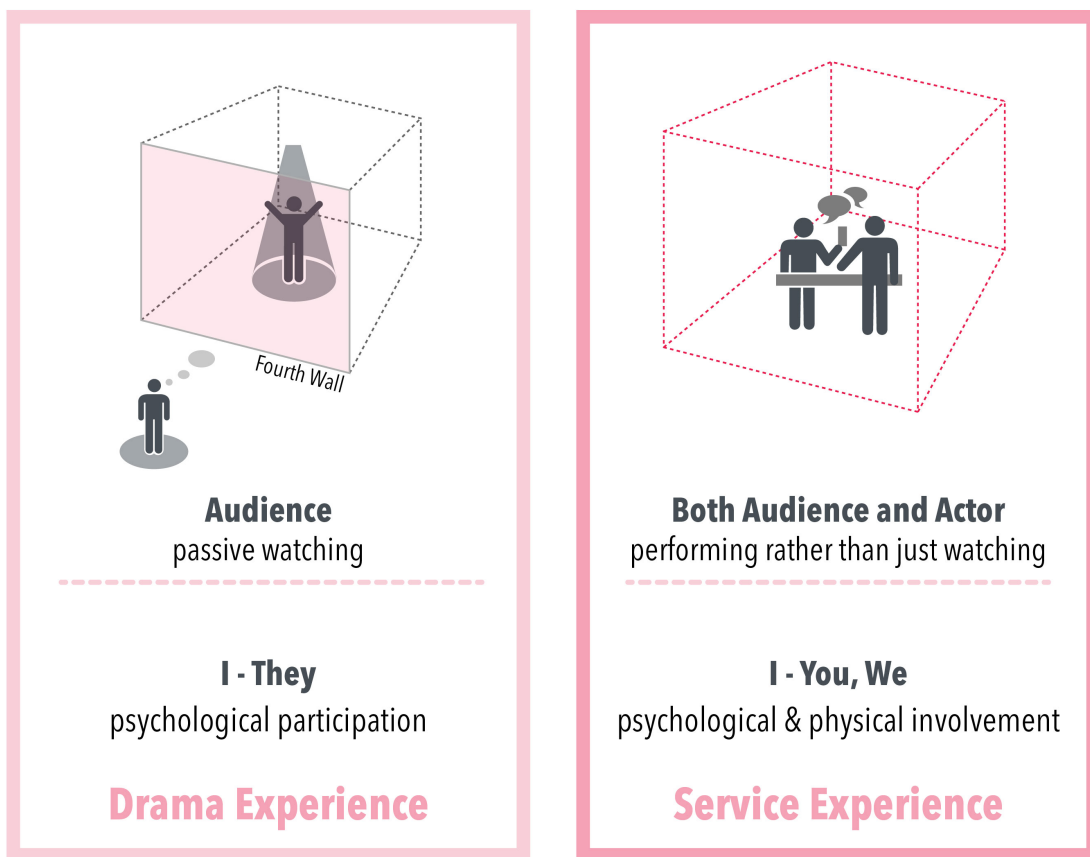 Fourth Wall
Audience
passive watching
I - They
psychological participation
Drama Experience
Both Audience and Actor
performing rather than just watching
I - You, We
psychological & physical involvement
Service Experience